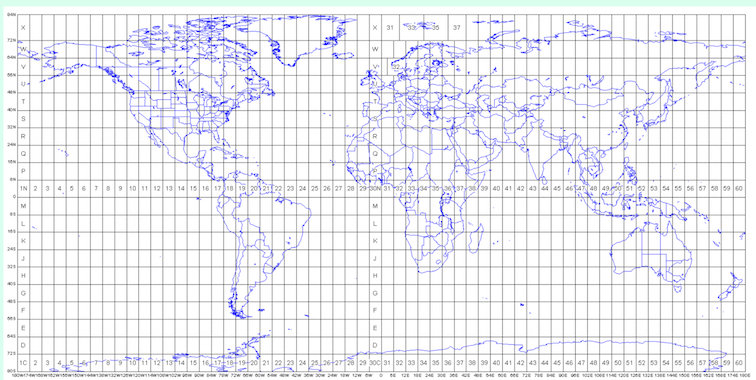 84N
X X 31 33 35 37
72N
W W
64N
V V
56N
U U
48N
T T
40N
S S
32N
R R
24N
Q Q
16N
P P
8N
1N 2 3 4 5 6 7 8 9 10 11 12 13 14 15 16 17 18 19 20 21 22 23 24 25 26 27 28 29 30N 31 32 33 34 35 36 37 38 39 40 41 42 43 44 45 46 47 48 49 50 51 52 53 54 55 56 57 58 59 60
M M
8S
L L
16S
K K
24S
J J
32S
H H
40S
G G
48S
F F
56S
E E
64S
D D
72S
1C 2 3 4 5 6 7 8 9 10 11 12 13 14 15 16 17 18 19 20 21 22 23 24 25 26 27 28 29 30C 31 32 33 34 35 36 37 38 39 40 41 42 43 44 45 46 47 48 49 50 51 52 53 54 55 56 57 58 59 60
80S
180W 174W 168W 162W 156W 150W 144W 138W 132W 126W 120W 114W 108W 102W 96W 90W 84W 78W 72W 66W 60W 54W 48W 42W 36W 30W 24W 18W 12W 6W 0 6E 12E 18E 24E 30E 36E 42E 48E 54E 60E 66E 72E 78E 84E 90E 96E 102E 108E 114E 120E 126E 132E 138E 144E 150E 156E 162E 168E 174E 180E